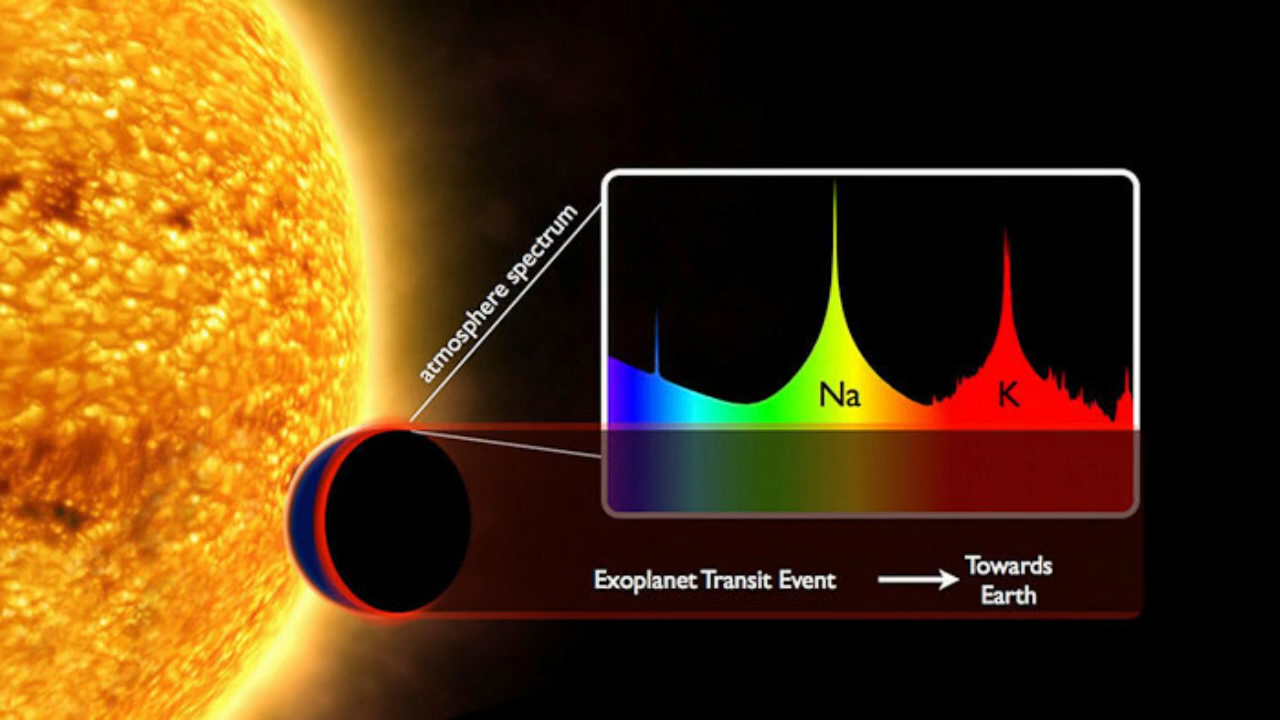 atmosphere spectrum
Na
K
Exoplanet Transit Event
Towards
Earth